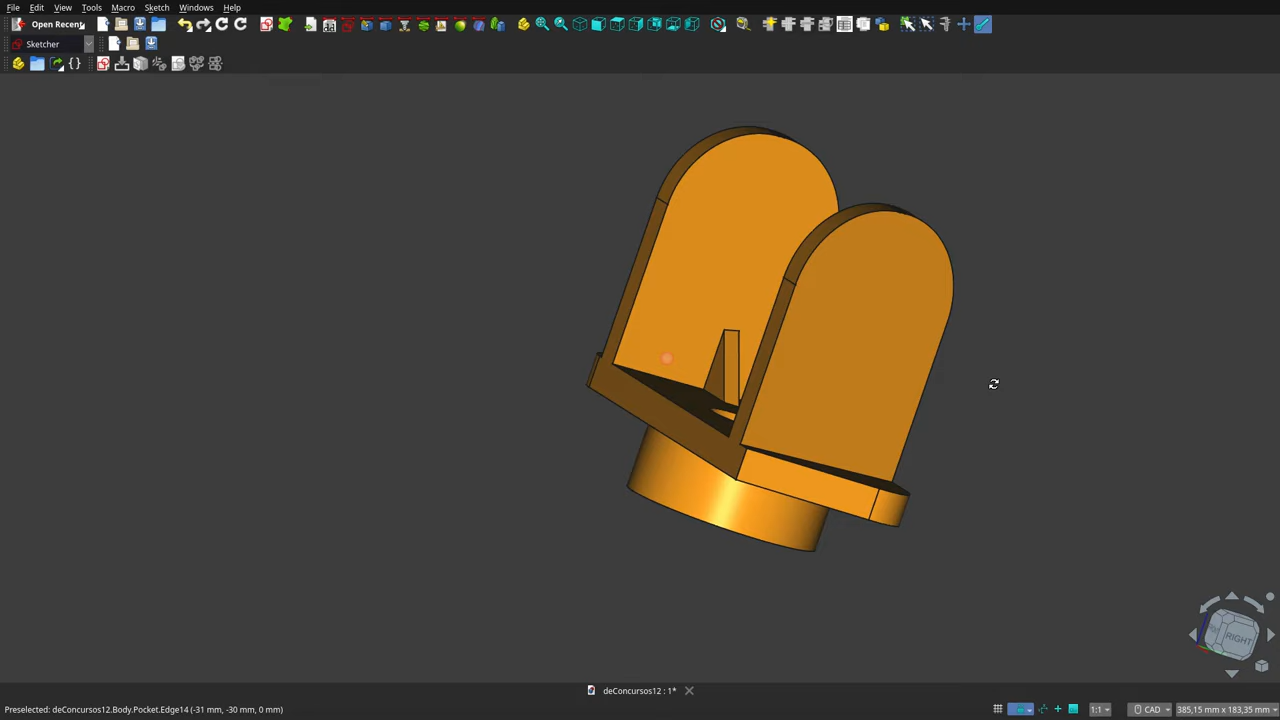 File Edit View Tools Macro Sketch Windows Help
Open Recent
Sketcher
RIGHT
deConcursos12 : 1*
Preselected: deConcursos12.Body.Pocket.Edge14 (-31 mm, -30 mm, 0 mm) 1:1 CAD 385,15 mm x 183,35 mm